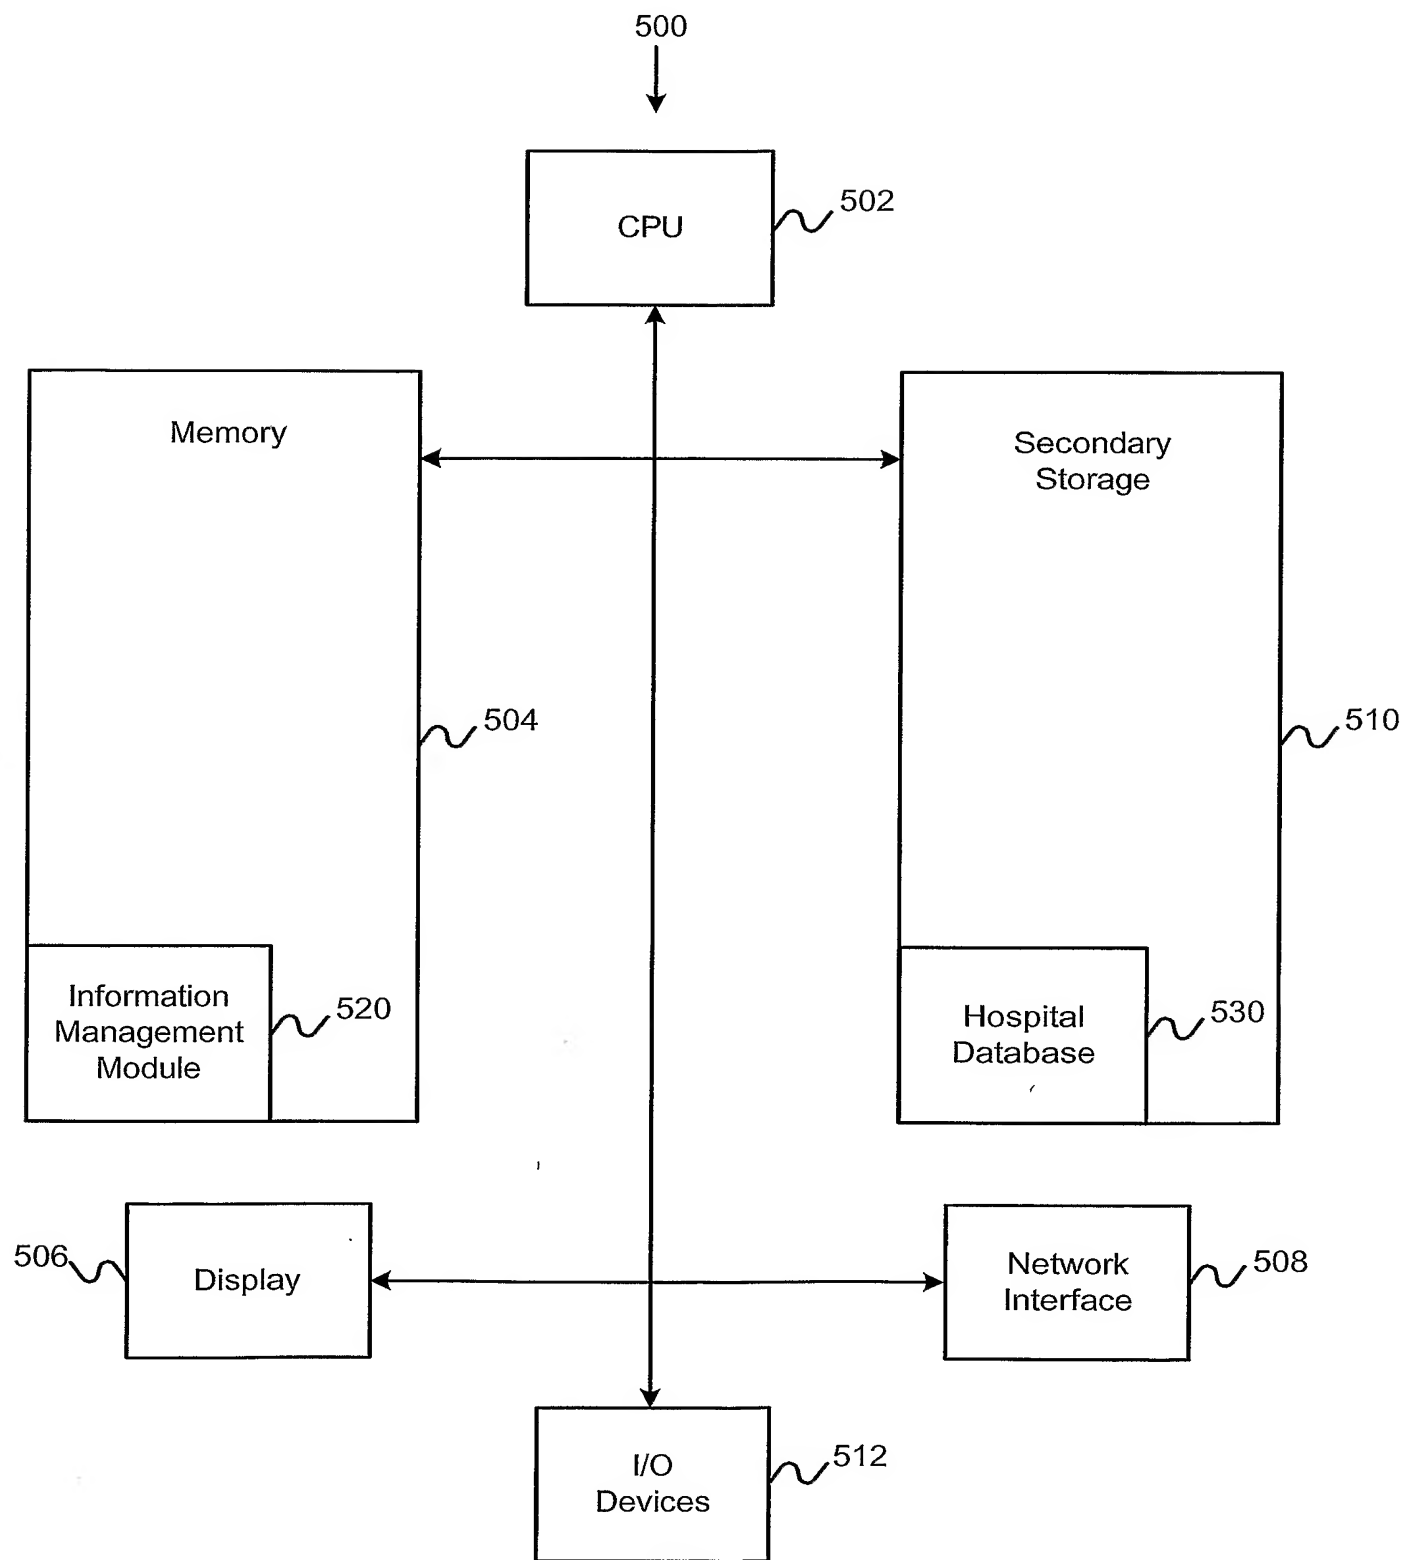 500
CPU
502
Memory
Secondary
Storage
504
510
Information
Management
Module
520
Hospital
Database
530
506
Display
Network
Interface
508
I/O
Devices
512